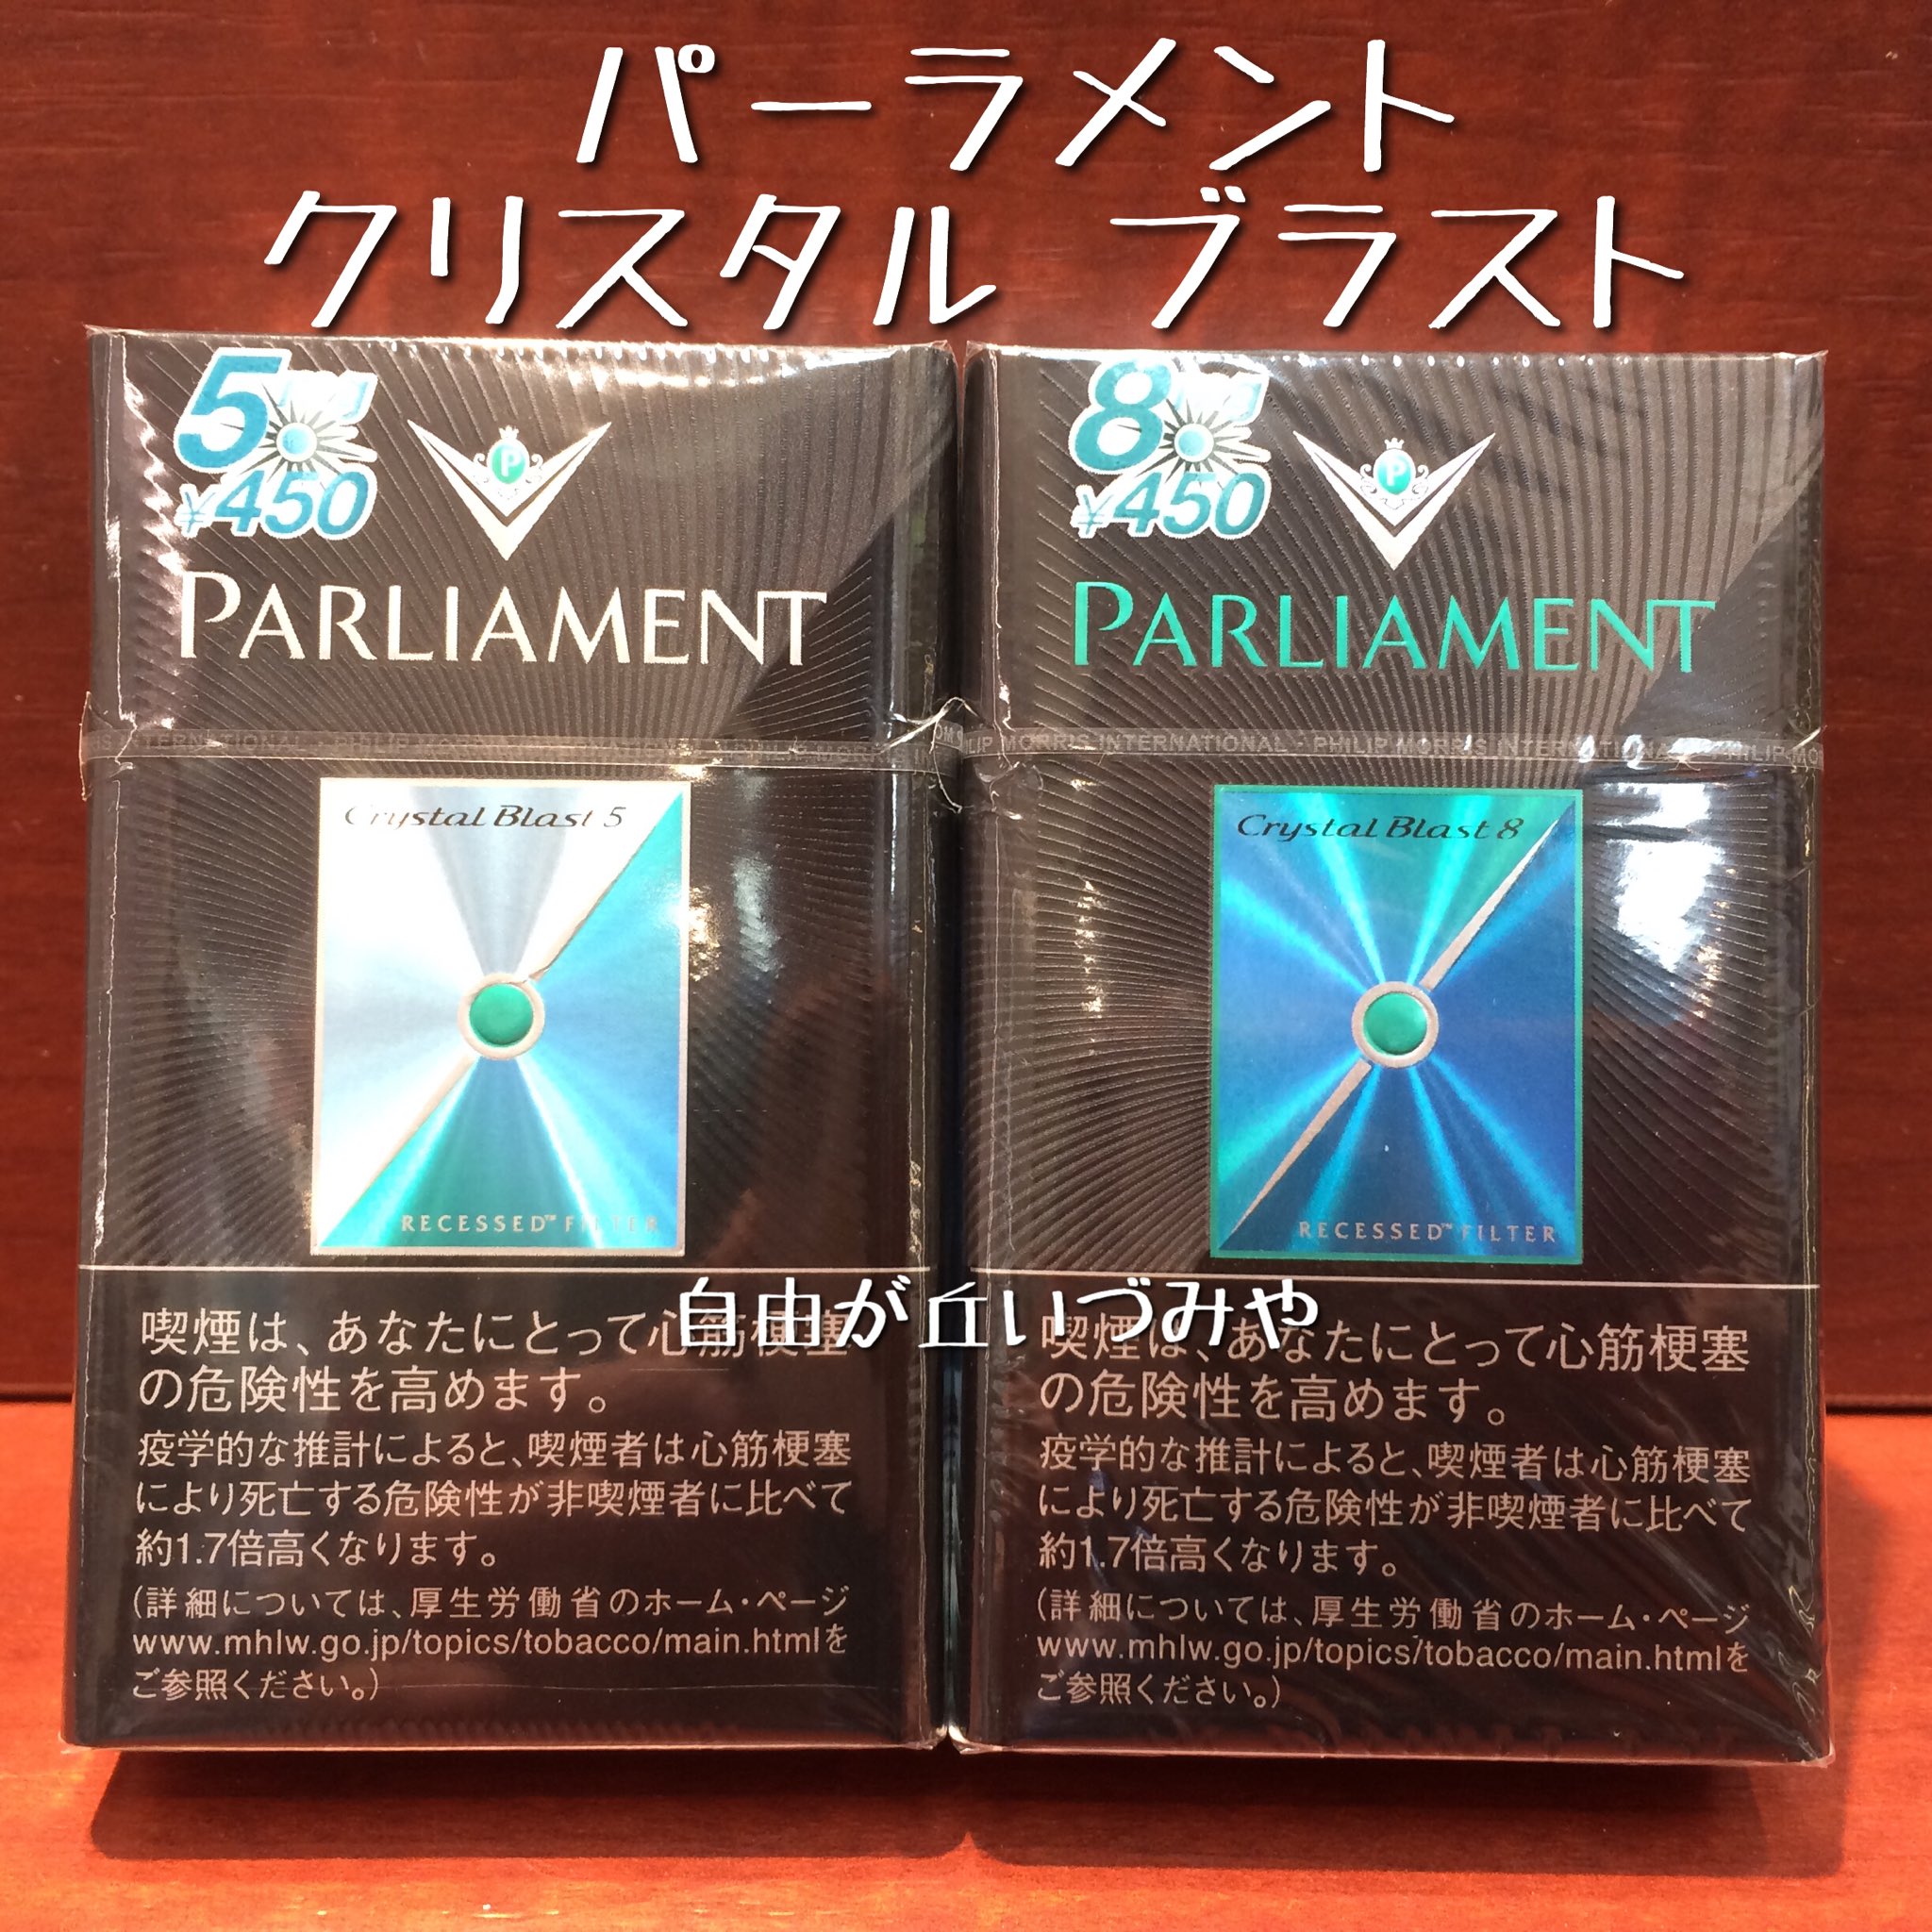 パーラメント
クリスタル ブラスト
5
¥450
P
PARLIAMENT
PHILIP MORRIS INTERNATIONAL
Crystal Blast 5
RECESSED™ FILTER
喫煙は、あなたにとって心筋梗塞
の危険性を高めます。
疫学的な推計によると、喫煙者は心筋梗塞
により死亡する危険性が非喫煙者に比べて
約1.7倍高くなります。
(詳細については、厚生労働省のホーム・ページ
www.mhlw.go.jp/topics/tobacco/main.htmlを
ご参照ください。)
8
¥450
P
PARLIAMENT
PHILIP MORRIS INTERNATIONAL - PHILIP MORRIS INTERNATIONAL
Crystal Blast 8
RECESSED™ FILTER
喫煙は、あなたにとって心筋梗塞
の危険性を高めます。
疫学的な推計によると、喫煙者は心筋梗塞
により死亡する危険性が非喫煙者に比べて
約1.7倍高くなります。
(詳細については、厚生労働省のホーム・ページ
www.mhlw.go.jp/topics/tobacco/main.htmlを
ご参照ください。)
自由が丘いづみや